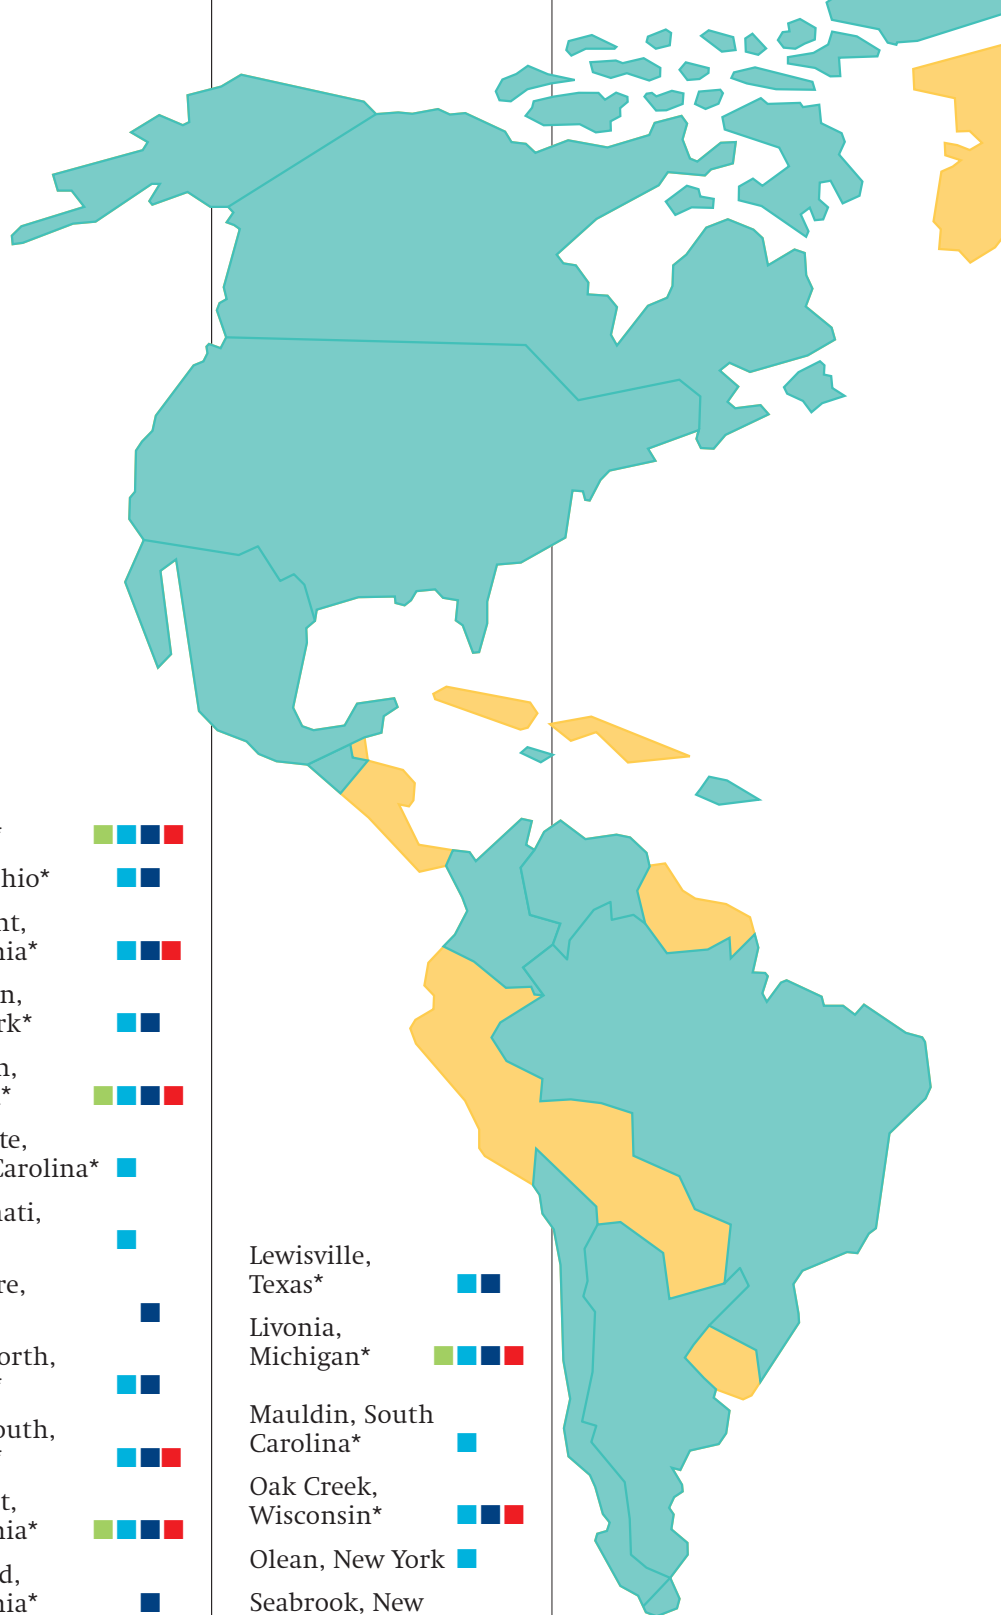 hio*
nt,
nia*
n,
rk*
n,
*
te,
Carolina*
ati,
re,
orth,
outh,
t,
nia*
d,
nia*
Lewisville,
Texas*
Livonia,
Michigan*
Mauldin, South
Carolina*
Oak Creek,
Wisconsin*
Olean, New York
Seabrook, New